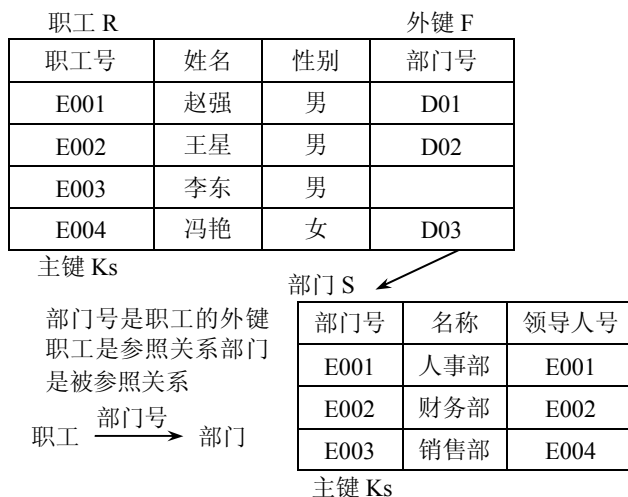 职工 R 外键 F
职工号 姓名 性别 部门号
E001 赵强 男 D01
E002 王星 男 D02
E003 李东 男
E004 冯艳 女 D03
主键 Ks
部门 S
部门号 名称 领导人号
E001 人事部 E001
E002 财务部 E002
E003 销售部 E004
主键 Ks
部门号是职工的外键
职工是参照关系部门
是被参照关系
部门号
职工 部门